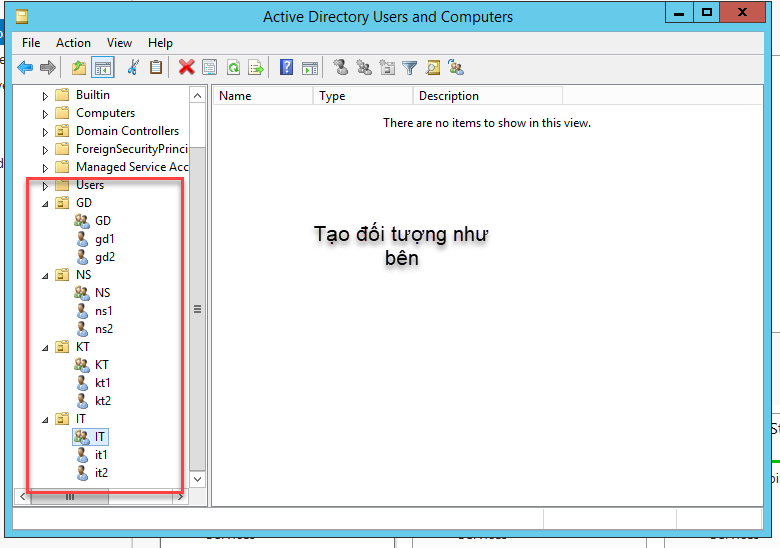 Active Directory Users and Computers
File Action View Help
Builtin
Computers
Domain Controllers
ForeignSecurityPrinci
Managed Service Acc
Users
GD
GD
gd1
gd2
NS
NS
ns1
ns2
KT
KT
kt1
kt2
IT
IT
it1
it2
Name Type Description
There are no items to show in this view.
Tạo đối tượng như
bên